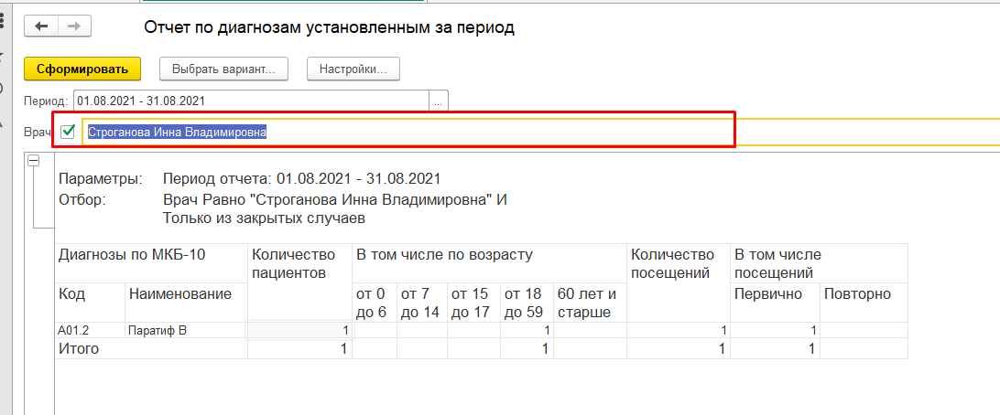 Отчет по диагнозам установленным за период
Сформировать Выбрать вариант... Настройки...
Период: 01.08.2021 - 31.08.2021 ...
Врач Строганова Инна Владимировна
Параметры: Период отчета: 01.08.2021 - 31.08.2021
Отбор: Врач Равно "Строганова Инна Владимировна" И
Только из закрытых случаев
Диагнозы по МКБ-10 Количество В том числе по возрасту Количество В том числе
пациентов посещений посещений
Код Наименование от 0 от 7 от 15 от 18 60 лет и Первично Повторно
до 6 до 14 до 17 до 59 старше
A01.2 Паратиф B 1 1 1 1
Итого 1 1 1 1